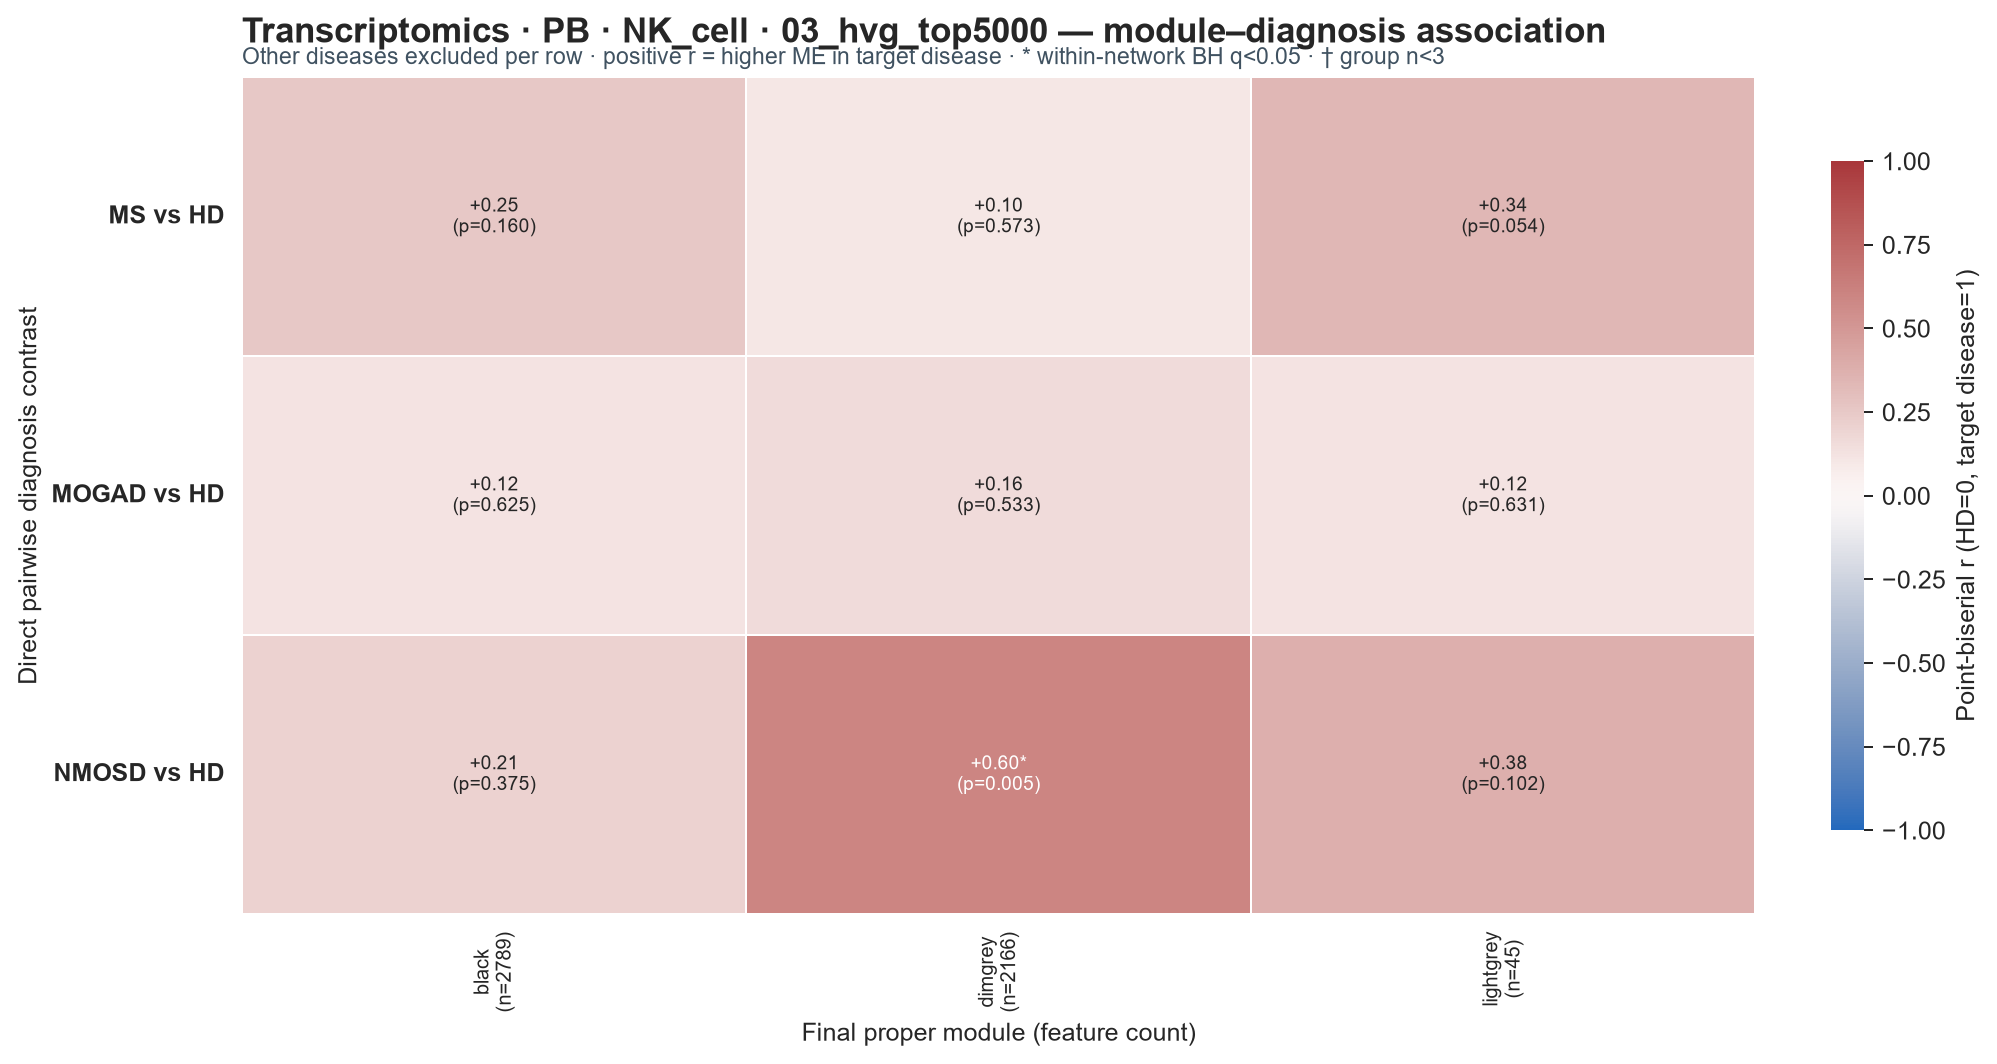 Transcriptomics · PB · NK_cell · 03_hvg_top5000 — module–diagnosis association
Other diseases excluded per row · positive r = higher ME in target disease · * within-network BH q<0.05 · † group n<3
Direct pairwise diagnosis contrast
MS vs HD
+0.25
(p=0.160)
+0.10
(p=0.573)
+0.34
(p=0.054)
MOGAD vs HD
+0.12
(p=0.625)
+0.16
(p=0.533)
+0.12
(p=0.631)
NMOSD vs HD
+0.21
(p=0.375)
+0.60*
(p=0.005)
+0.38
(p=0.102)
black
(n=2789)
dimgrey
(n=2166)
lightgrey
(n=45)
Final proper module (feature count)
1.00
0.75
0.50
0.25
0.00
−0.25
−0.50
−0.75
−1.00
Point-biserial r (HD=0, target disease=1)